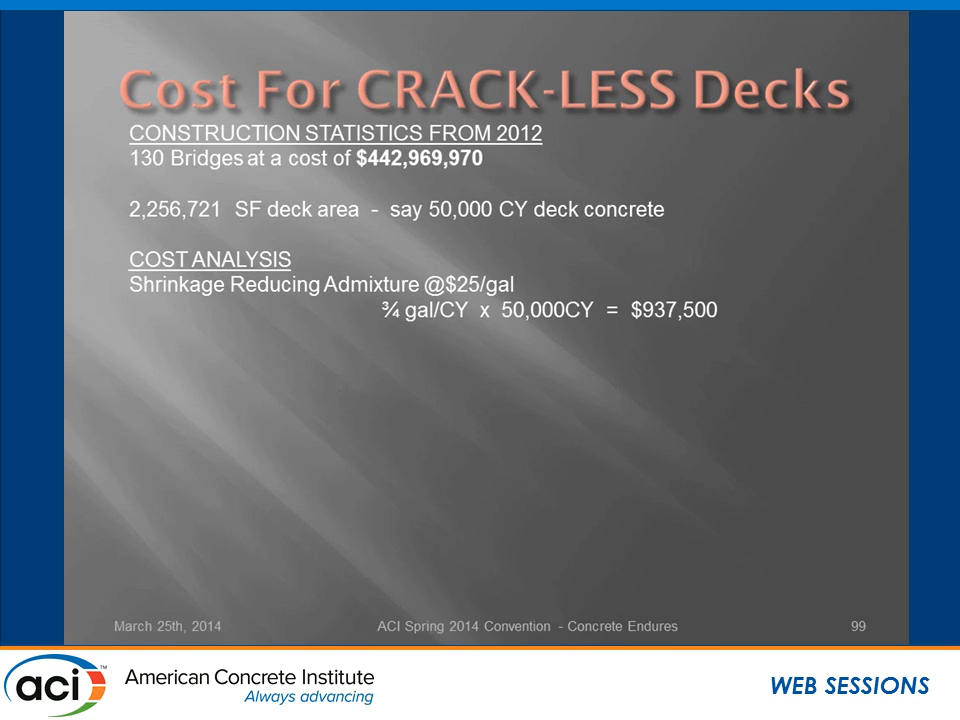 Cost For CRACK-LESS Decks
CONSTRUCTION STATISTICS FROM 2012
130 Bridges at a cost of $442,969,970
2,256,721 SF deck area - say 50,000 CY deck concrete
COST ANALYSIS
Shrinkage Reducing Admixture @$25/gal
¾ gal/CY x 50,000CY = $937,500
March 25th, 2014 ACI Spring 2014 Convention - Concrete Endures 99
aci™
American Concrete Institute
Always advancing
WEB SESSIONS